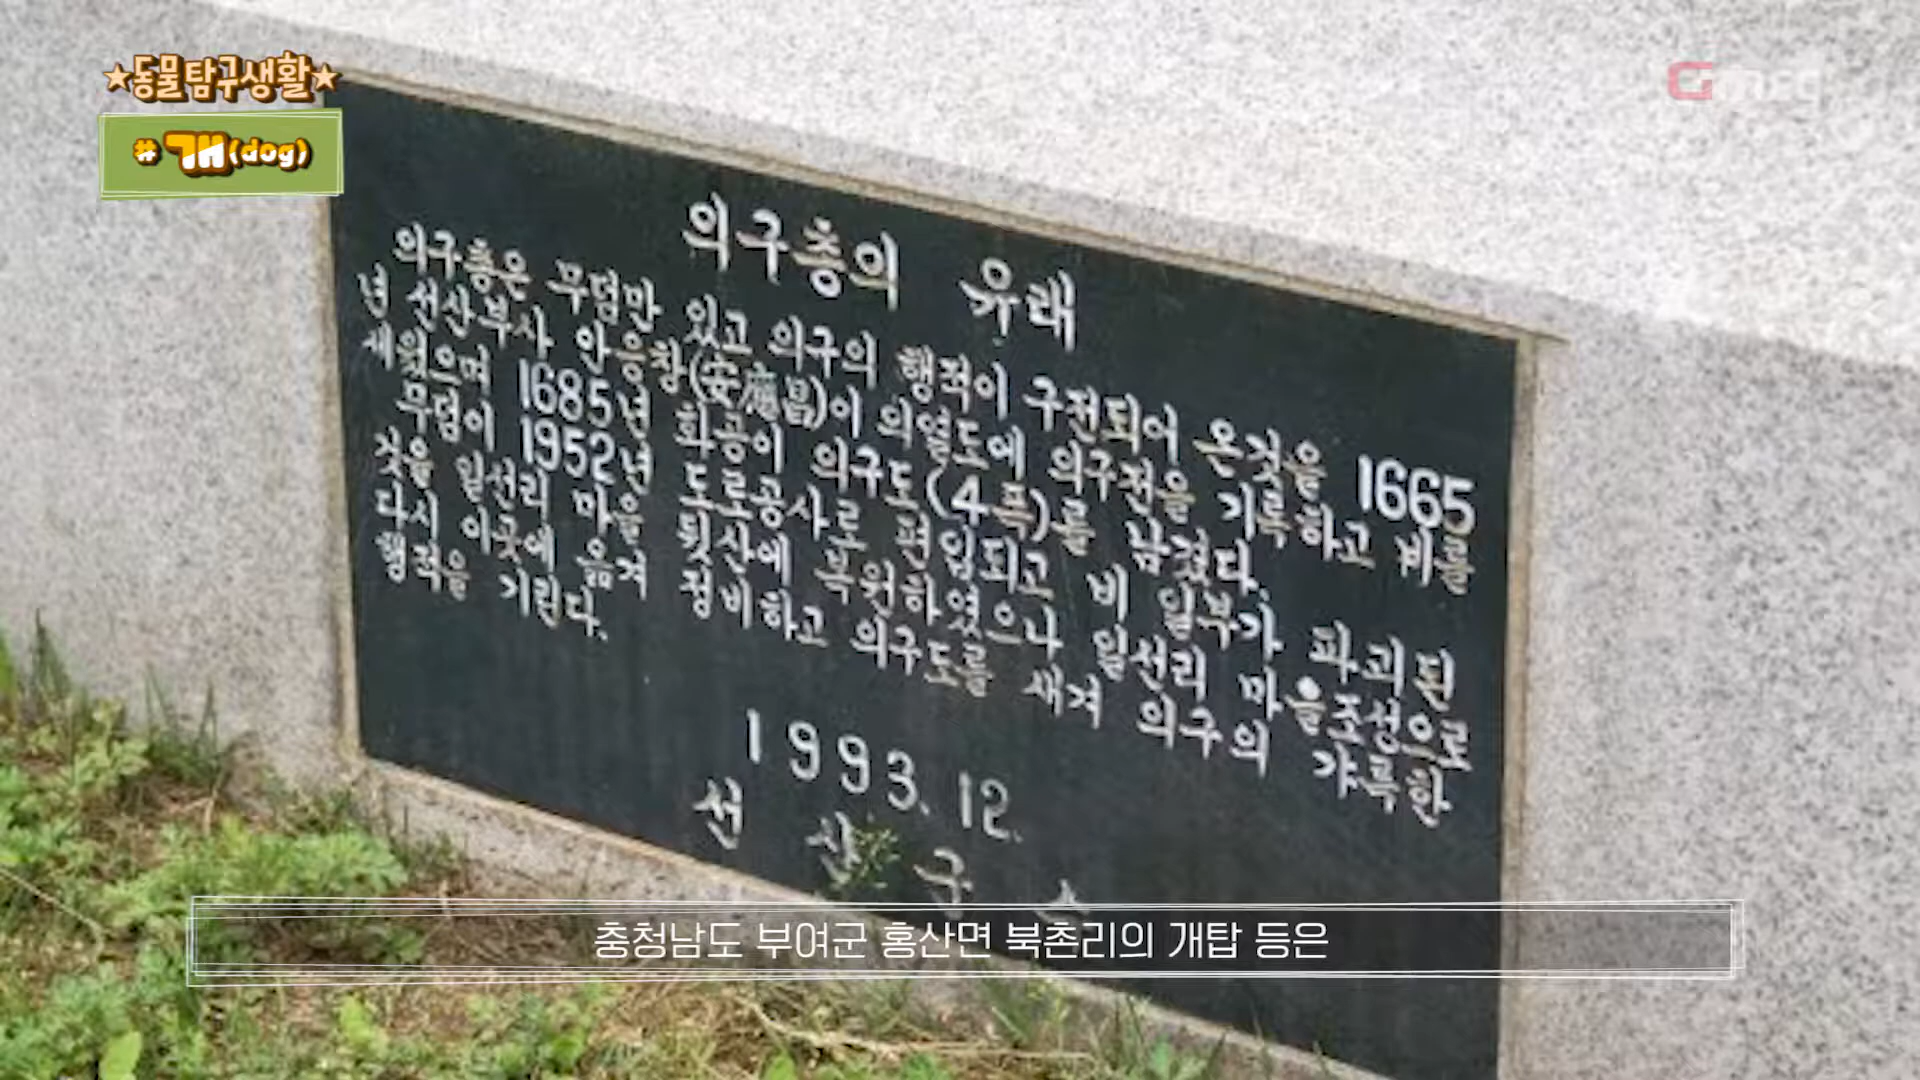 ★동물탐구생활★
# 개(dog)
의구총의 유래
의구총은 무덤만 있고 의구의 행적이 구전되어 온것을 1665
년 선산부사 안응창(安應昌)이 의열도에 의구전을 기록하고 비를
세웠으며 1685년 화공이 의구도(4폭)를 남겼다.
무덤이 1952년 도로공사로 편입되고 비 일부가 파괴된
것을 일선리 마을 뒷산에 복원하였으나 일선리 마을조성으로
다시 이곳에 옮겨 정비하고 의구도를 새겨 의구의 갸륵한
행적을 기린다.
1993. 12.
선 산 군
충청남도 부여군 홍산면 북촌리의 개탑 등은